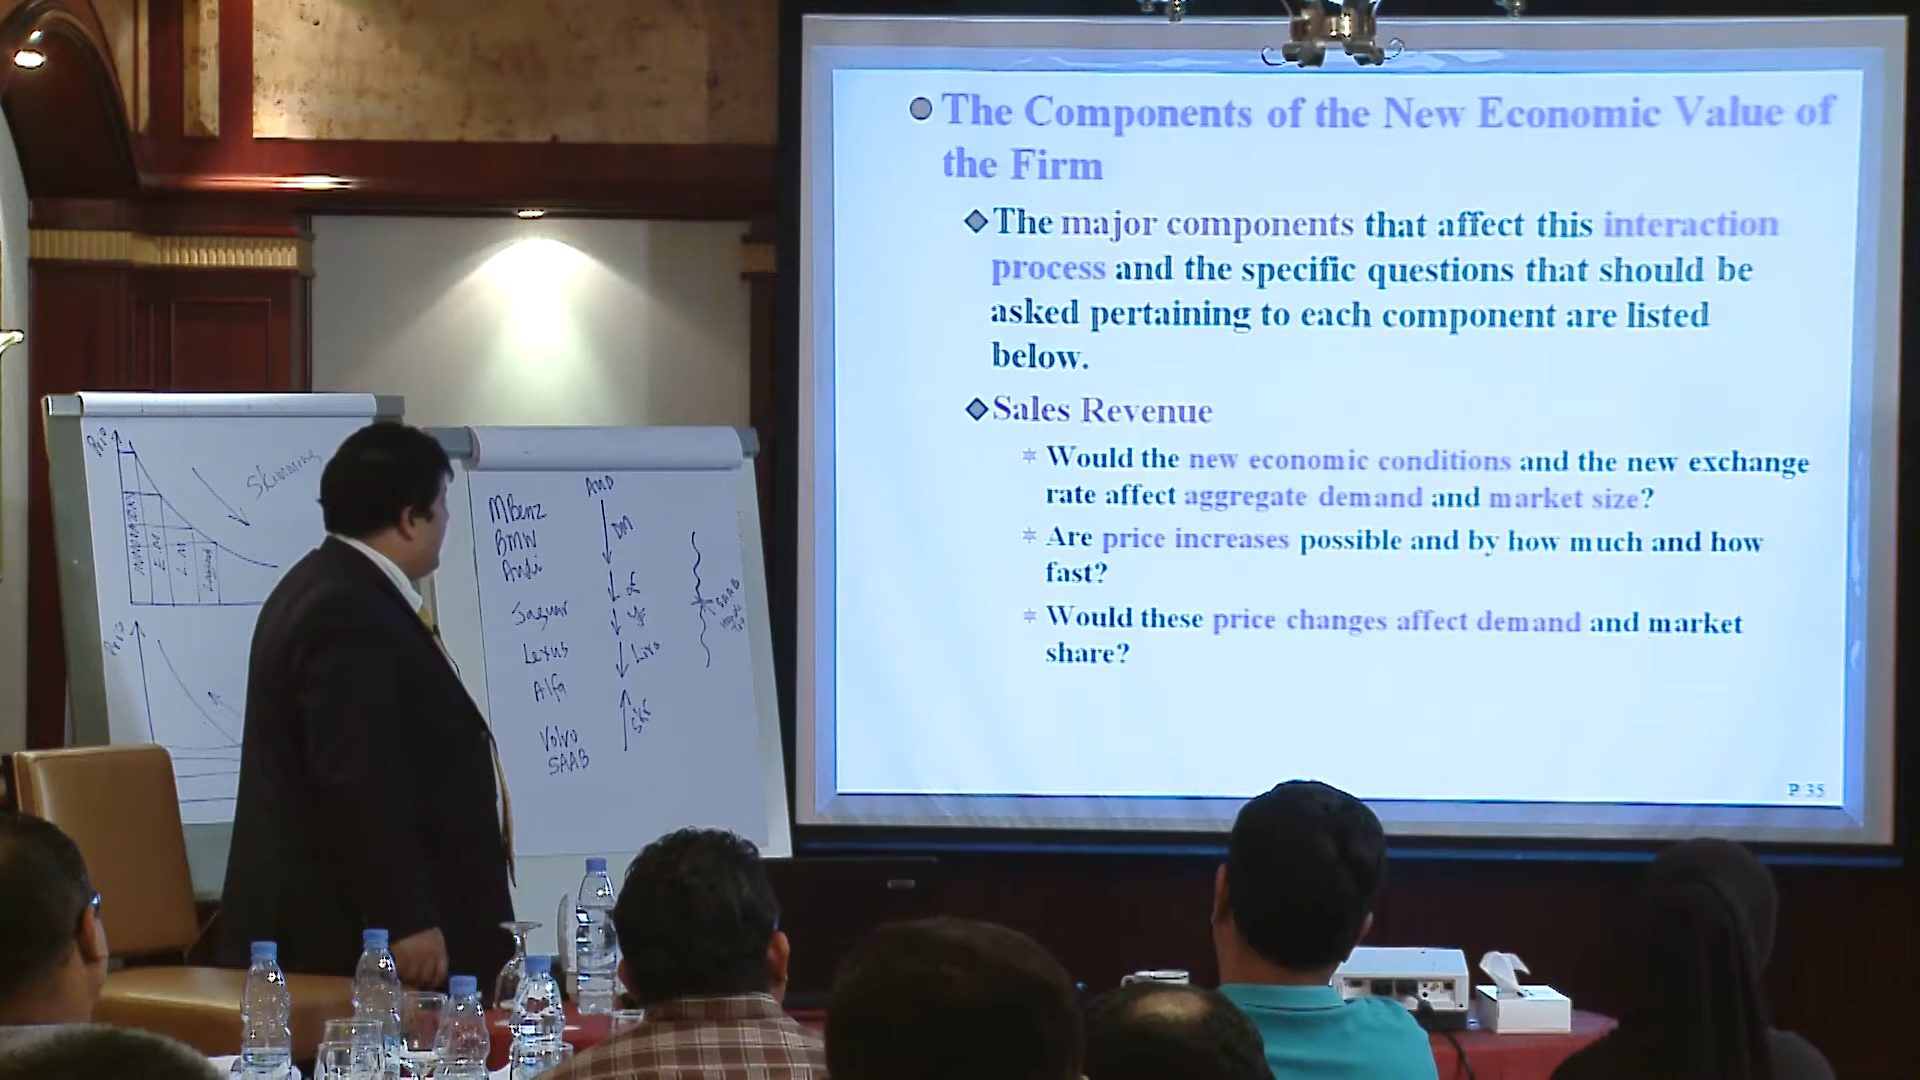 The Components of the New Economic Value of
the Firm
The major components that affect this interaction
process and the specific questions that should be
asked pertaining to each component are listed
below.
Sales Revenue
Would the new economic conditions and the new exchange
rate affect aggregate demand and market size?
Are price increases possible and by how much and how
fast?
Would these price changes affect demand and market
share?
P 35
Skimming
E.M
L.M
MBenz
BMW
Audi
Jaguar
Lexus
Alfa
Volvo
SAAB
DM
£
SAAB